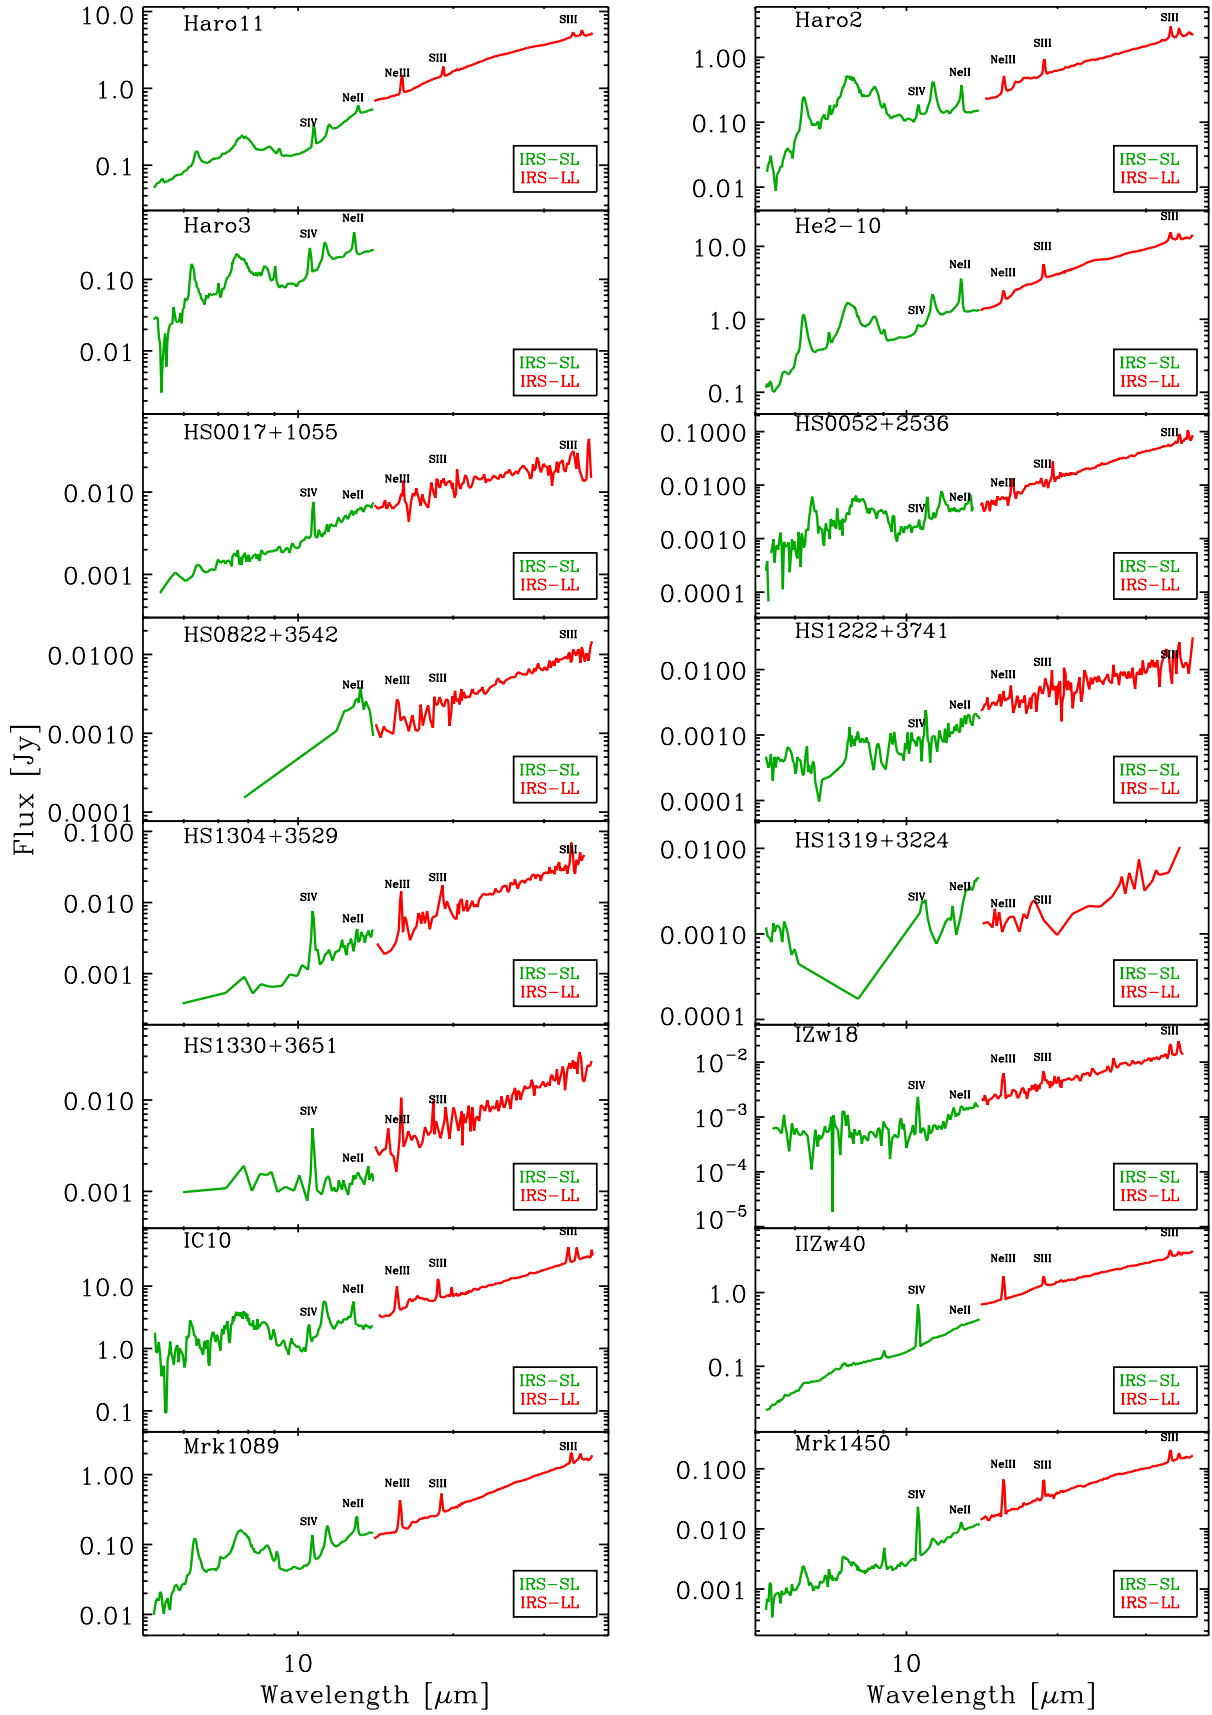 Flux [Jy]
Haro11
10.0
1.0
0.1
SIV
NeII
NeIII
SIII
SIII
IRS-SL
IRS-LL
Haro2
1.00
0.10
0.01
SIV
NeII
NeIII
SIII
SIII
IRS-SL
IRS-LL
Haro3
0.10
0.01
SIV
NeII
IRS-SL
IRS-LL
He2-10
10.0
1.0
0.1
SIV
NeII
NeIII
SIII
SIII
IRS-SL
IRS-LL
HS0017+1055
0.010
0.001
SIV
NeII
NeIII
SIII
SIII
IRS-SL
IRS-LL
HS0052+2536
0.1000
0.0100
0.0010
0.0001
SIV
NeII
NeIII
SIII
SIII
IRS-SL
IRS-LL
HS0822+3542
0.0100
0.0010
0.0001
NeII
NeIII
SIII
SIII
IRS-SL
IRS-LL
HS1222+3741
0.0100
0.0010
0.0001
SIV
NeII
NeIII
SIII
SIII
IRS-SL
IRS-LL
HS1304+3529
0.100
0.010
0.001
SIV
NeII
NeIII
SIII
SIII
IRS-SL
IRS-LL
HS1319+3224
0.0100
0.0010
0.0001
SIV
NeII
NeIII
SIII
IRS-SL
IRS-LL
HS1330+3651
0.010
0.001
SIV
NeII
NeIII
SIII
IRS-SL
IRS-LL
IZw18
10⁻²
10⁻³
10⁻⁴
10⁻⁵
SIV
NeII
NeIII
SIII
SIII
IRS-SL
IRS-LL
IC10
10.0
1.0
0.1
SIV
NeII
NeIII
SIII
SIII
IRS-SL
IRS-LL
IIZw40
1.0
0.1
SIV
NeII
NeIII
SIII
SIII
IRS-SL
IRS-LL
Mrk1089
1.00
0.10
0.01
SIV
NeII
NeIII
SIII
SIII
IRS-SL
IRS-LL
Mrk1450
0.100
0.010
0.001
SIV
NeII
NeIII
SIII
SIII
IRS-SL
IRS-LL
10
10
Wavelength [μm]
Wavelength [μm]